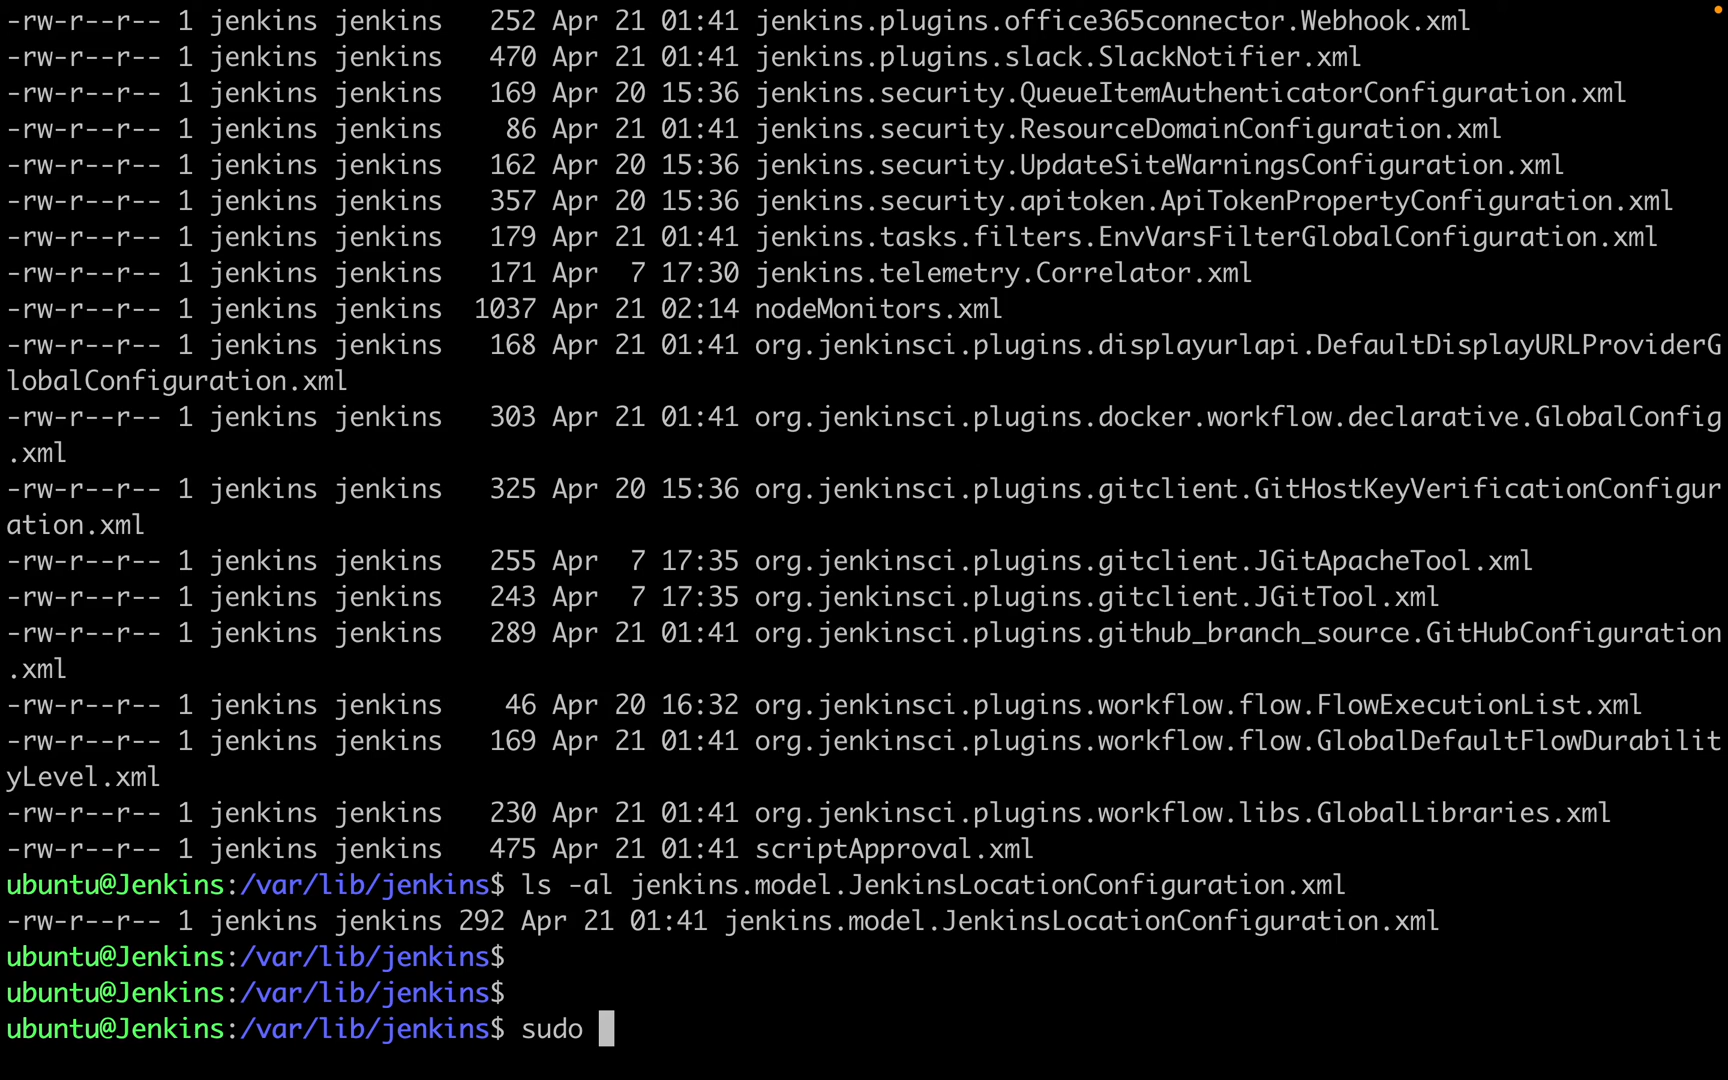 -rw-r--r-- 1 jenkins jenkins   252 Apr 21 01:41 jenkins.plugins.office365connector.Webhook.xml
-rw-r--r-- 1 jenkins jenkins   470 Apr 21 01:41 jenkins.plugins.slack.SlackNotifier.xml
-rw-r--r-- 1 jenkins jenkins   169 Apr 20 15:36 jenkins.security.QueueItemAuthenticatorConfiguration.xml
-rw-r--r-- 1 jenkins jenkins    86 Apr 21 01:41 jenkins.security.ResourceDomainConfiguration.xml
-rw-r--r-- 1 jenkins jenkins   162 Apr 20 15:36 jenkins.security.UpdateSiteWarningsConfiguration.xml
-rw-r--r-- 1 jenkins jenkins   357 Apr 20 15:36 jenkins.security.apitoken.ApiTokenPropertyConfiguration.xml
-rw-r--r-- 1 jenkins jenkins   179 Apr 21 01:41 jenkins.tasks.filters.EnvVarsFilterGlobalConfiguration.xml
-rw-r--r-- 1 jenkins jenkins   171 Apr  7 17:30 jenkins.telemetry.Correlator.xml
-rw-r--r-- 1 jenkins jenkins  1037 Apr 21 02:14 nodeMonitors.xml
-rw-r--r-- 1 jenkins jenkins   168 Apr 21 01:41 org.jenkinsci.plugins.displayurlapi.DefaultDisplayURLProviderG
lobalConfiguration.xml
-rw-r--r-- 1 jenkins jenkins   303 Apr 21 01:41 org.jenkinsci.plugins.docker.workflow.declarative.GlobalConfig
.xml
-rw-r--r-- 1 jenkins jenkins   325 Apr 20 15:36 org.jenkinsci.plugins.gitclient.GitHostKeyVerificationConfigur
ation.xml
-rw-r--r-- 1 jenkins jenkins   255 Apr  7 17:35 org.jenkinsci.plugins.gitclient.JGitApacheTool.xml
-rw-r--r-- 1 jenkins jenkins   243 Apr  7 17:35 org.jenkinsci.plugins.gitclient.JGitTool.xml
-rw-r--r-- 1 jenkins jenkins   289 Apr 21 01:41 org.jenkinsci.plugins.github_branch_source.GitHubConfiguration
.xml
-rw-r--r-- 1 jenkins jenkins    46 Apr 20 16:32 org.jenkinsci.plugins.workflow.flow.FlowExecutionList.xml
-rw-r--r-- 1 jenkins jenkins   169 Apr 21 01:41 org.jenkinsci.plugins.workflow.flow.GlobalDefaultFlowDurabilit
yLevel.xml
-rw-r--r-- 1 jenkins jenkins   230 Apr 21 01:41 org.jenkinsci.plugins.workflow.libs.GlobalLibraries.xml
-rw-r--r-- 1 jenkins jenkins   475 Apr 21 01:41 scriptApproval.xml
ubuntu@Jenkins:/var/lib/jenkins$ ls -al jenkins.model.JenkinsLocationConfiguration.xml
-rw-r--r-- 1 jenkins jenkins 292 Apr 21 01:41 jenkins.model.JenkinsLocationConfiguration.xml
ubuntu@Jenkins:/var/lib/jenkins$
ubuntu@Jenkins:/var/lib/jenkins$
ubuntu@Jenkins:/var/lib/jenkins$ sudo